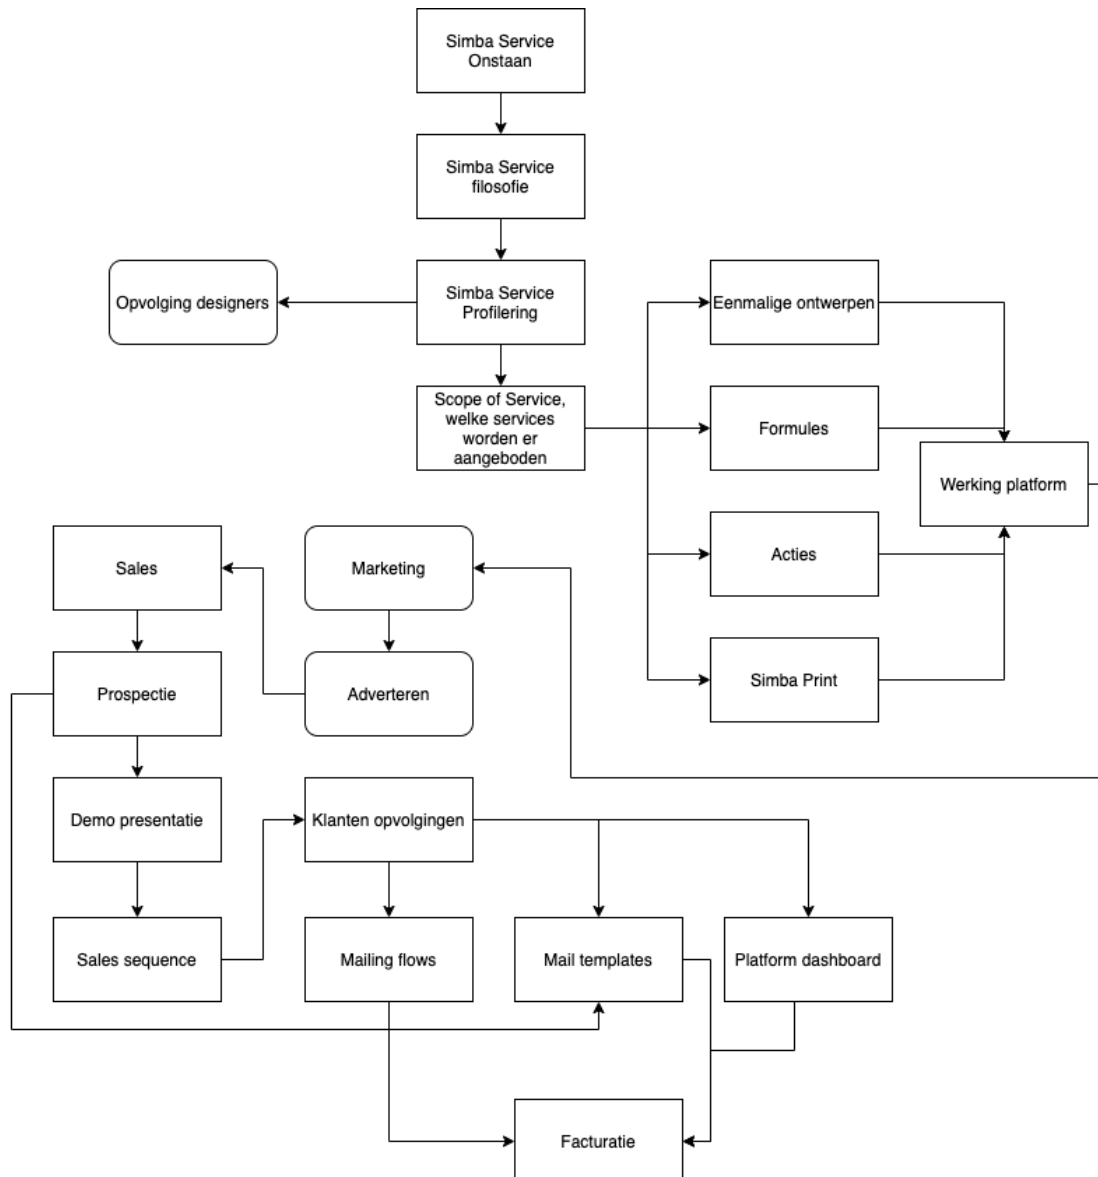 Simba Service
Onstaan
Simba Service
filosofie
Opvolging designers
Simba Service
Profilering
Eenmalige ontwerpen
Scope of Service,
welke services
worden er
aangeboden
Formules
Werking platform
Sales
Marketing
Acties
Prospectie
Adverteren
Simba Print
Demo presentatie
Klanten opvolgingen
Sales sequence
Mailing flows
Mail templates
Platform dashboard
Facturatie